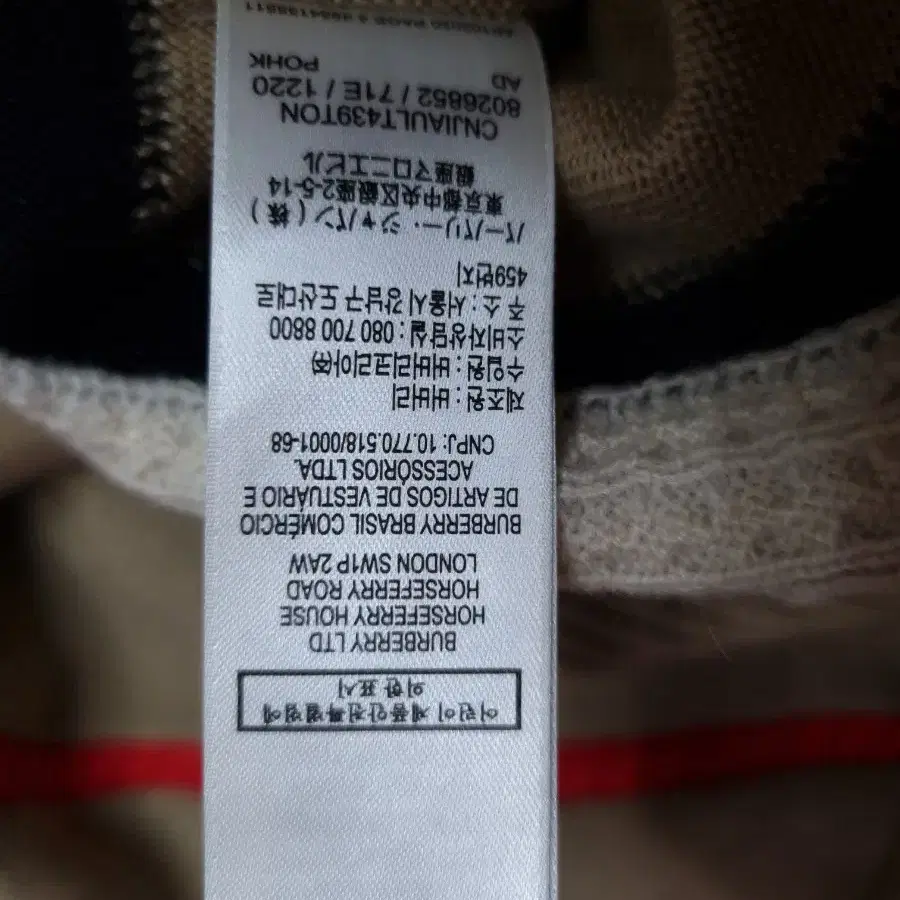 어린이제품안전특별법에
의한 표시
BURBERRY LTD
HORSEFERRY HOUSE
HORSEFERRY ROAD
LONDON SW1P 2AW
BURBERRY BRASIL COMÉRCIO
DE ARTIGOS DE VESTUÁRIO E
ACESSÓRIOS LTDA.
CNPJ: 10.770.518/0001-68
제조원 : 버버리
수입원 : 버버리코리아㈜
소비자상담실 : 080 700 8800
주 소 : 서울시 강남구 도산대로
459번지
バーバリー・ジャパン ( 株 )
東京都中央区銀座2-5-14
銀座マロニエビル
CNJIAULT439TON
8026852 / 71E / 1220
AD
POHK